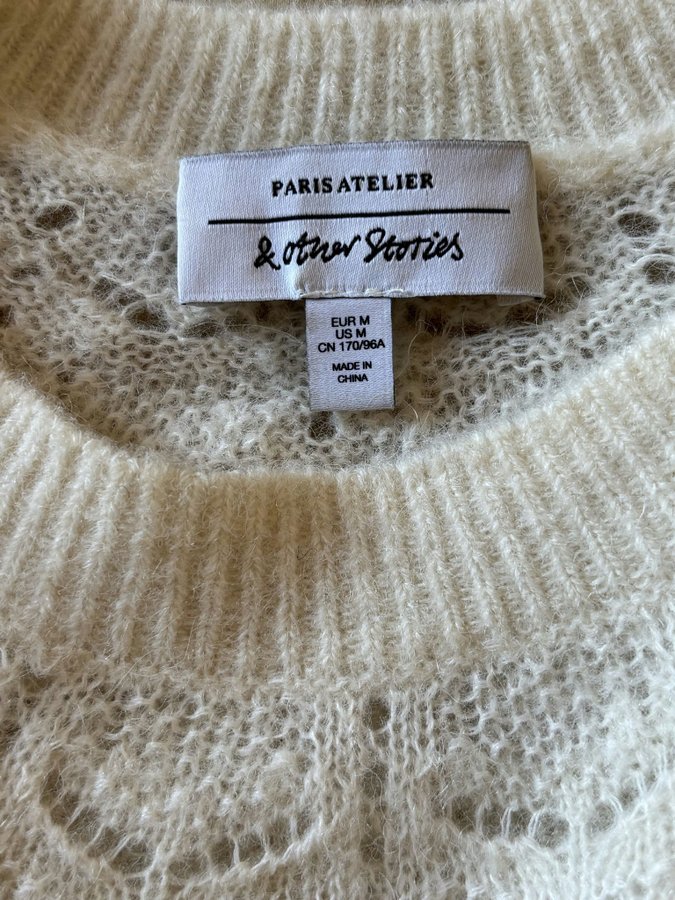 PARIS ATELIER
& other Stories
EUR M
US M
CN 170/96A
MADE IN
CHINA